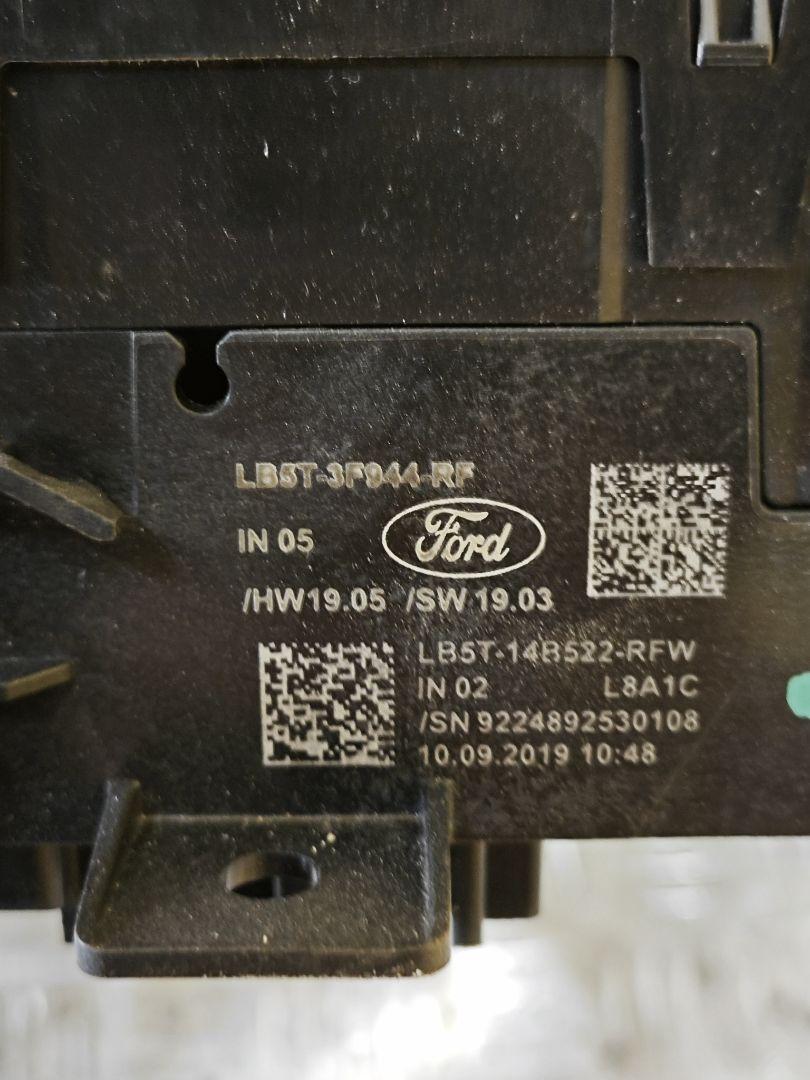 LB5T-3F944-RF
IN 05
Ford
/HW19.05 /SW 19.03
LB5T-14B522-RFW
IN 02 L8A1C
/SN 9224892530108
10.09.2019 10:48